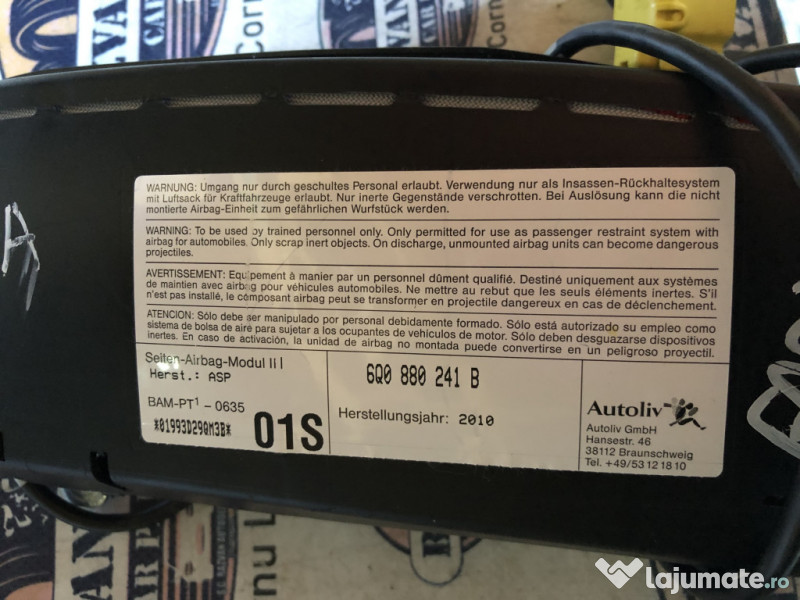 WARNUNG: Umgang nur durch geschultes Personal erlaubt. Verwendung nur als Insassen-Rückhaltesystem
mit Luftsack für Kraftfahrzeuge erlaubt. Nur inerte Gegenstände verschrotten. Bei Auslösung kann die nicht
montierte Airbag-Einheit zum gefährlichen Wurfstück werden.
WARNING: To be used by trained personnel only. Only permitted for use as passenger restraint system with
airbag for automobiles. Only scrap inert objects. On discharge, unmounted airbag units can become dangerous
projectiles.
AVERTISSEMENT: Equipement à manier par un personnel dûment qualifié. Destiné uniquement aux systèmes
de maintien avec airbag pour véhicules automobiles. Ne mettre au rebut que les seuls éléments inertes. S'il
n'est pas installé, le composant airbag peut se transformer en projectile dangereux en cas de déclenchement.
ATENCIÓN: Sólo debe ser manipulado por personal debidamente formado. Sólo está autorizado su empleo como
sistema de bolsa de aire para sujetar a los ocupantes de vehículos de motor. Sólo deben desguazarse dispositivos
inertes. En caso de activación, la unidad de airbag no montada puede convertirse en un peligroso proyectil.
Seiten-Airbag-Modul li I
Herst.: ASP
BAM-PT¹ - 0635
*01993D29QM3B*
01S
6Q0 880 241 B
Herstellungsjahr: 2010
Autoliv
Autoliv GmbH
Hansestr. 46
38112 Braunschweig
Tel. +49/53 12 18 10
lajumate.ro